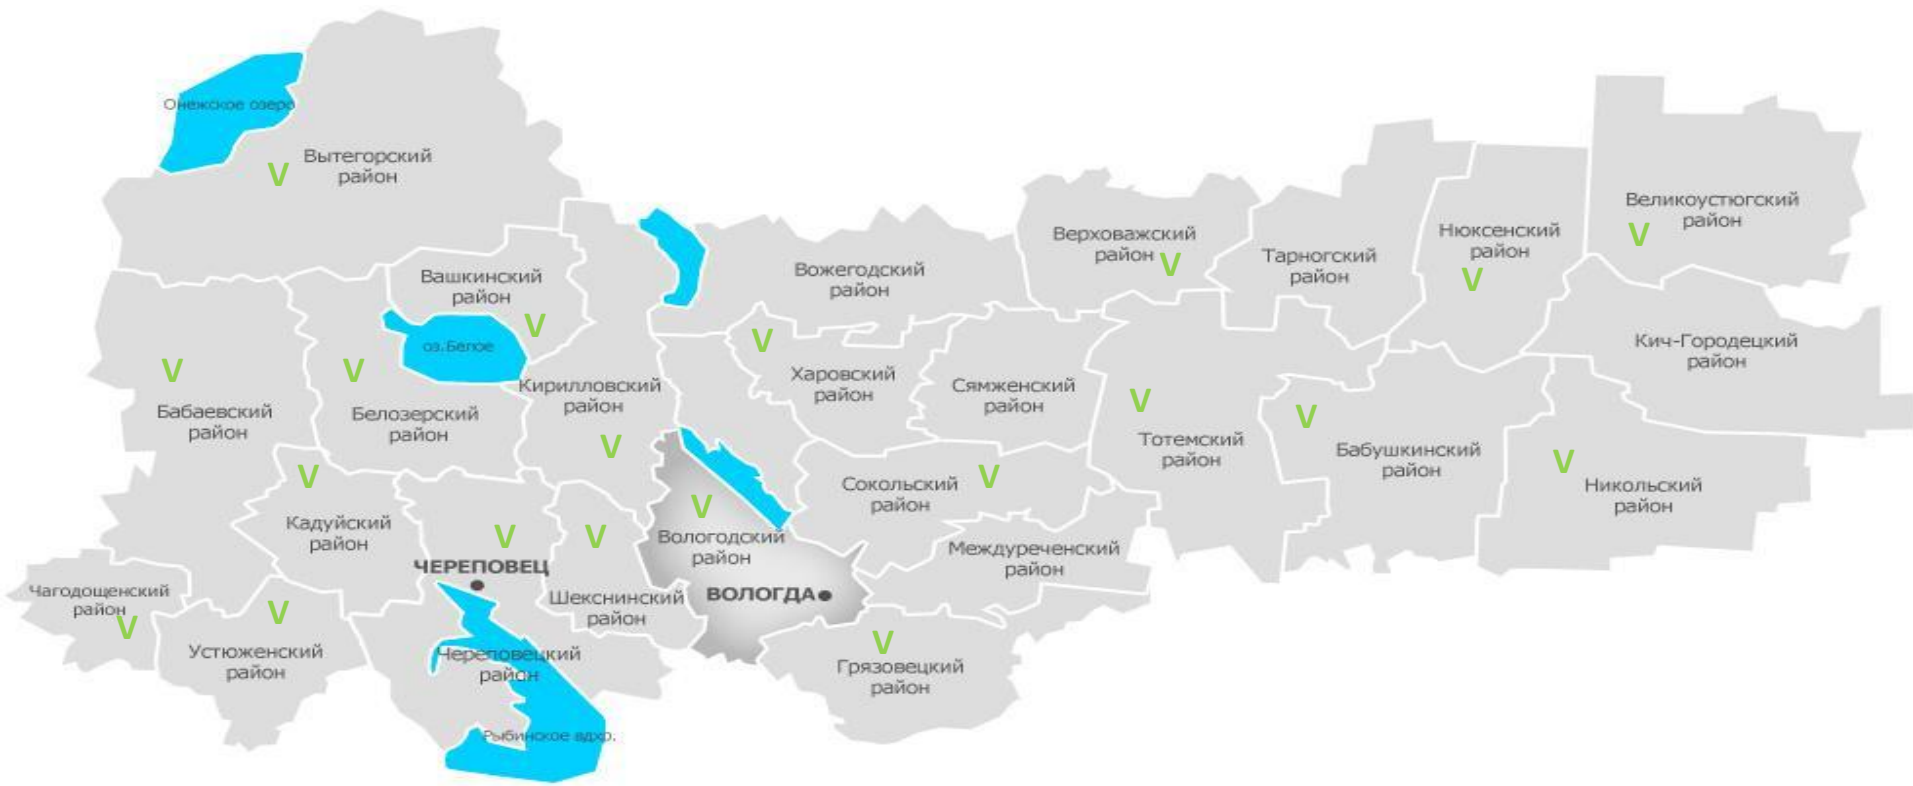 Онежское озеро
Вытегорский
район
V
Великоустюгский
район
V
Верховажский
район
V
Нюксенский
район
V
Тарногский
район
Вашкинский
район
V
Вожегодский
район
оз.Белое
V
Харовский
район
Кич-Городецкий
район
V
Бабаевский
район
V
Белозерский
район
Кирилловский
район
V
Сямженский
район
V
Тотемский
район
V
Бабушкинский
район
V
Никольский
район
V
Кадуйский
район
V
ЧЕРЕПОВЕЦ
V
Шекснинский
район
V
Вологодский
район
ВОЛОГДА
Сокольский
район
V
Междуреченский
район
Чагодощенский
район
V
V
Устюженский
район
Череповецкий
район
V
Грязовецкий
район
Рыбинское вдхр.